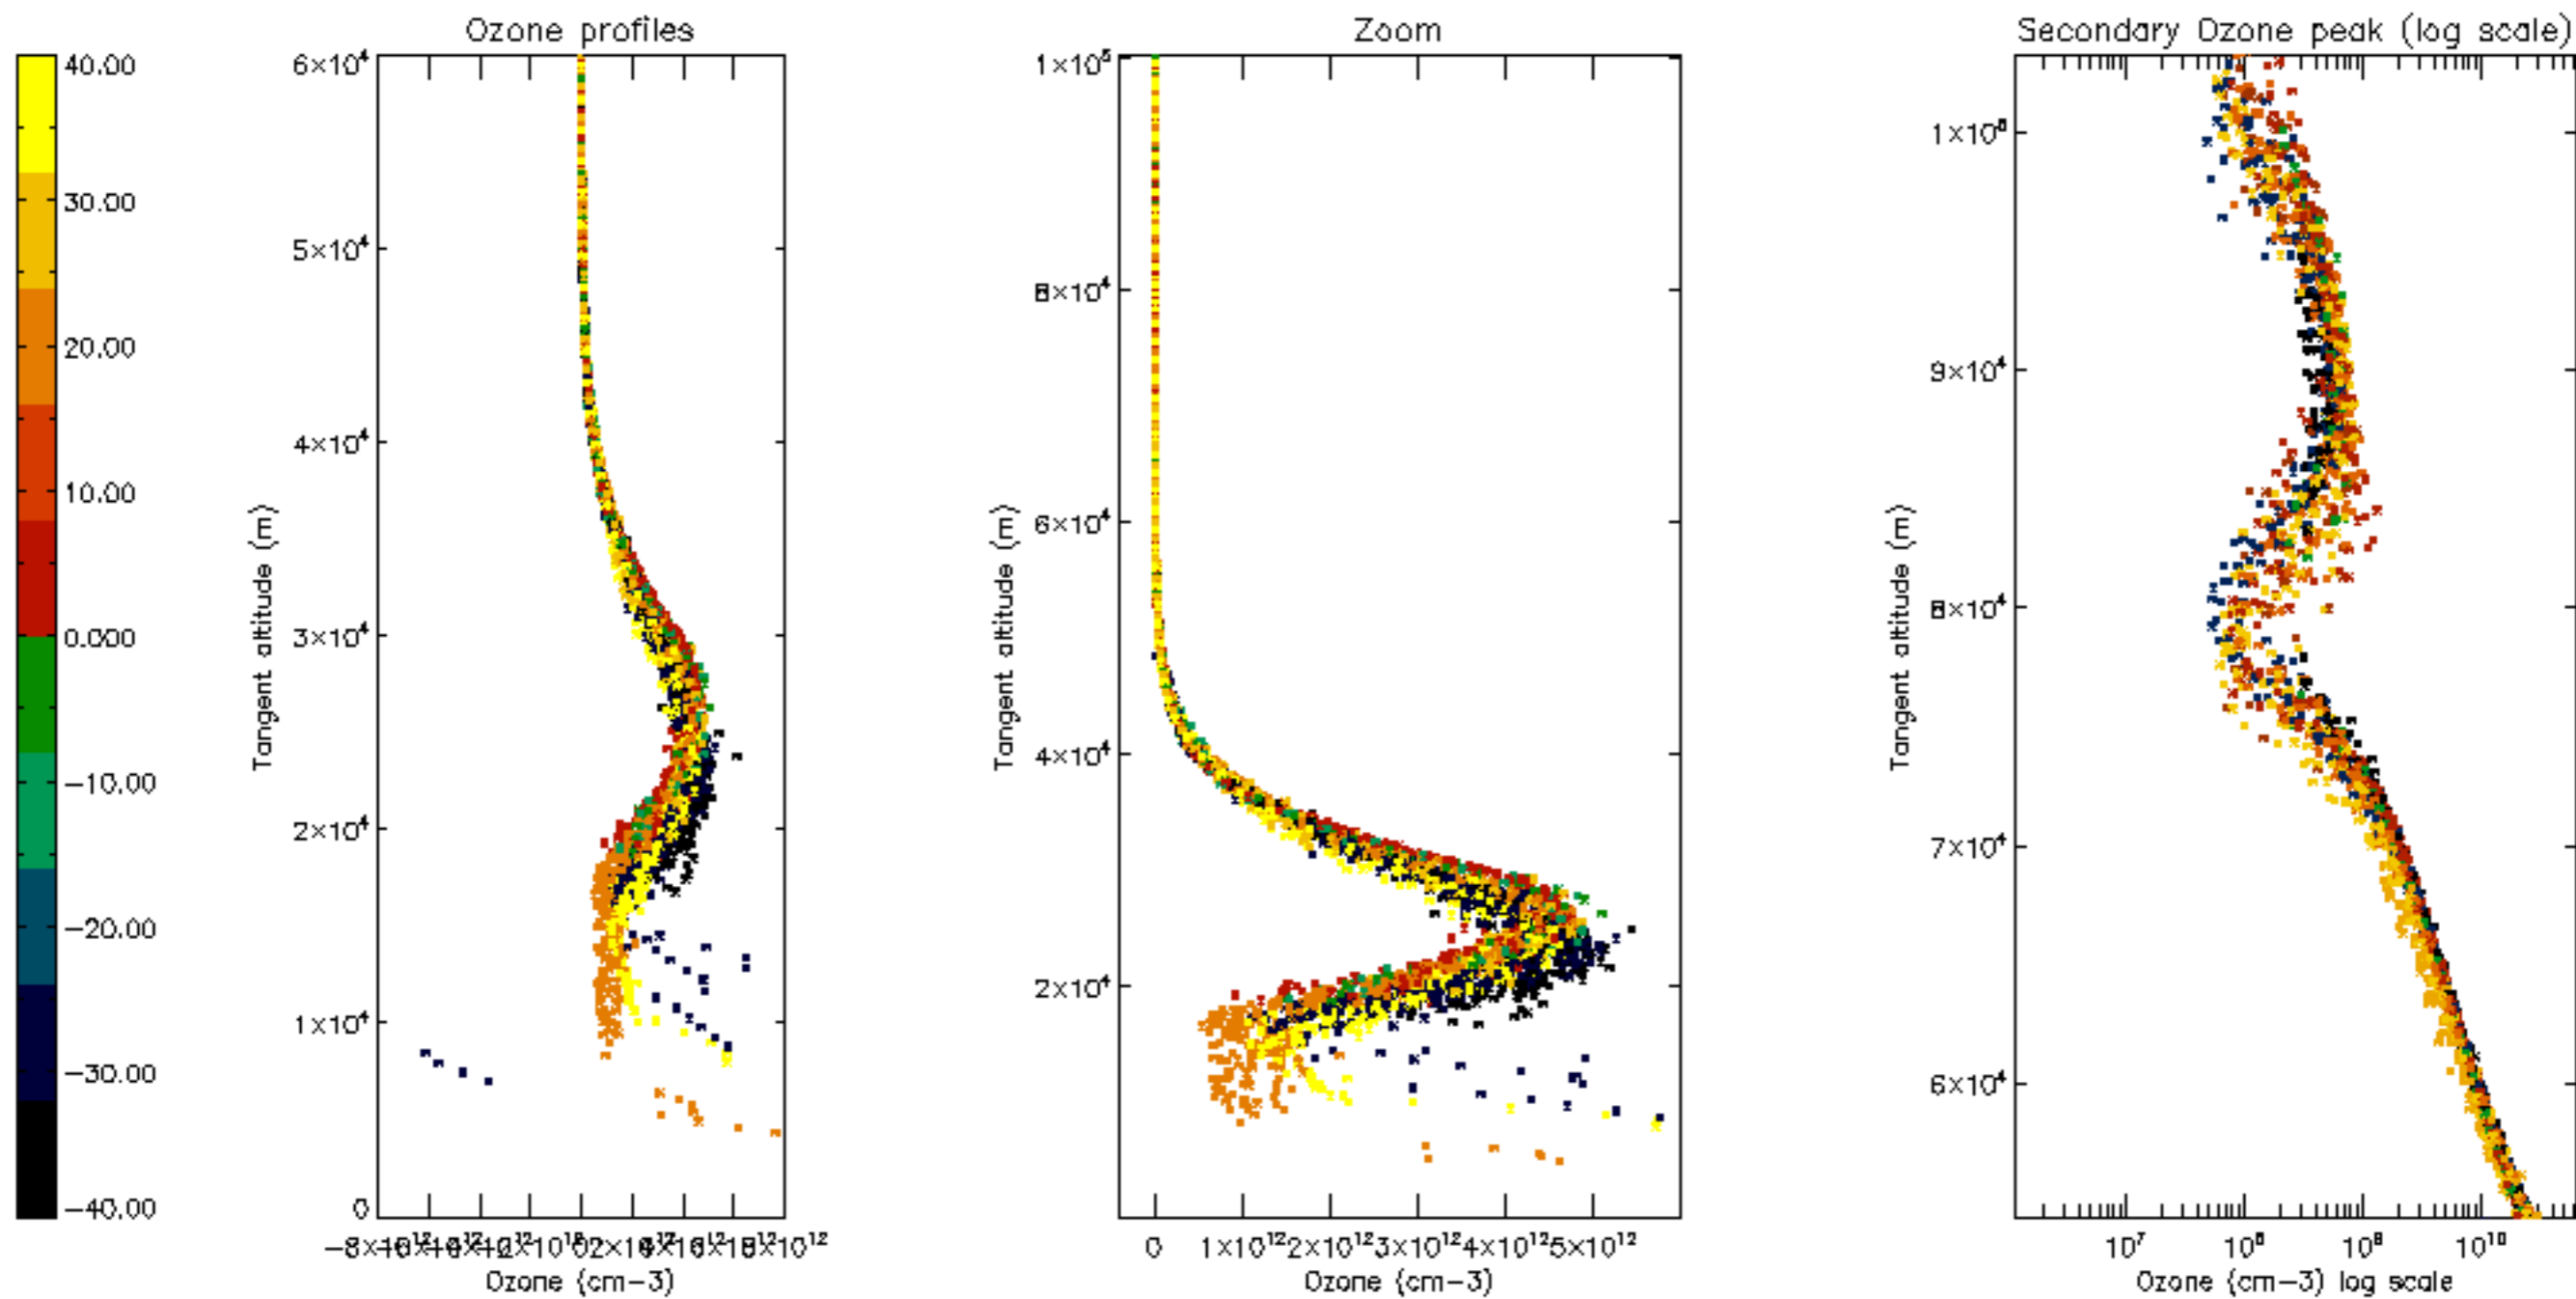 Ozone profiles
Zoom
Secondary Ozone peak (log scale)
40.00
30.00
20.00
10.00
0.00
−10.00
−20.00
−30.00
−40.00
Tangent altitude (m)
6×10⁴
5×10⁴
4×10⁴
3×10⁴
2×10⁴
1×10⁴
0
Ozone (cm−3)
Tangent altitude (m)
1×10⁵
8×10⁴
6×10⁴
4×10⁴
2×10⁴
0 1×10¹² 2×10¹² 3×10¹² 4×10¹² 5×10¹²
Ozone (cm−3)
Tangent altitude (m)
9×10⁴
8×10⁴
7×10⁴
6×10⁴
10⁷ 10⁸ 10⁹ 10¹⁰
Ozone (cm−3) log scale